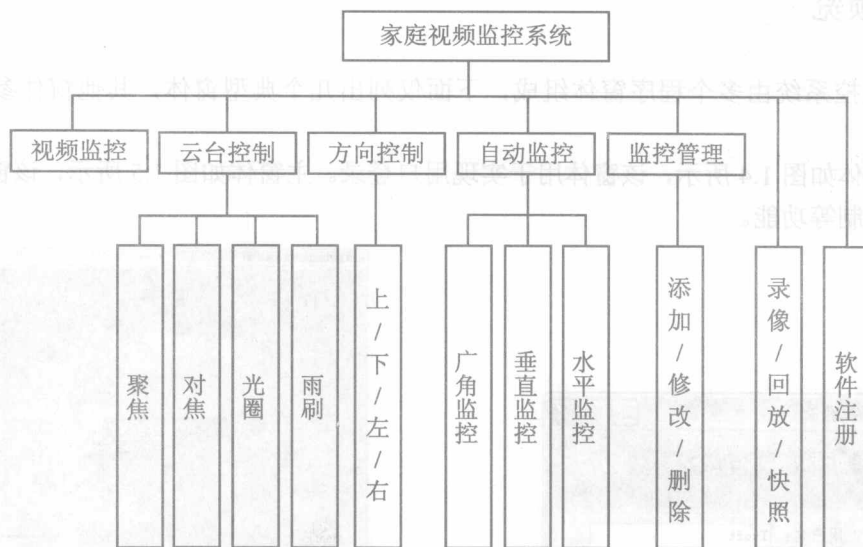 家庭视频监控系统
视频监控
云台控制
方向控制
自动监控
监控管理
聚焦
对焦
光圈
雨刷
上/下/左/右
广角监控
垂直监控
水平监控
添加/修改/删除
录像/回放/快照
软件注册